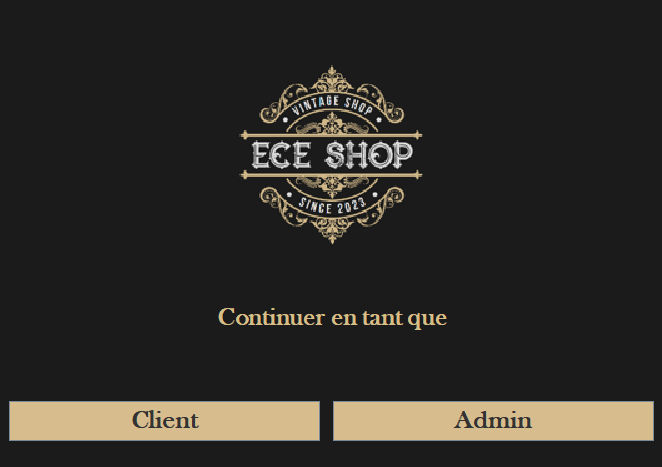 VINTAGE SHOP
ECE SHOP
SINCE 2023
Continuer en tant que
Client
Admin